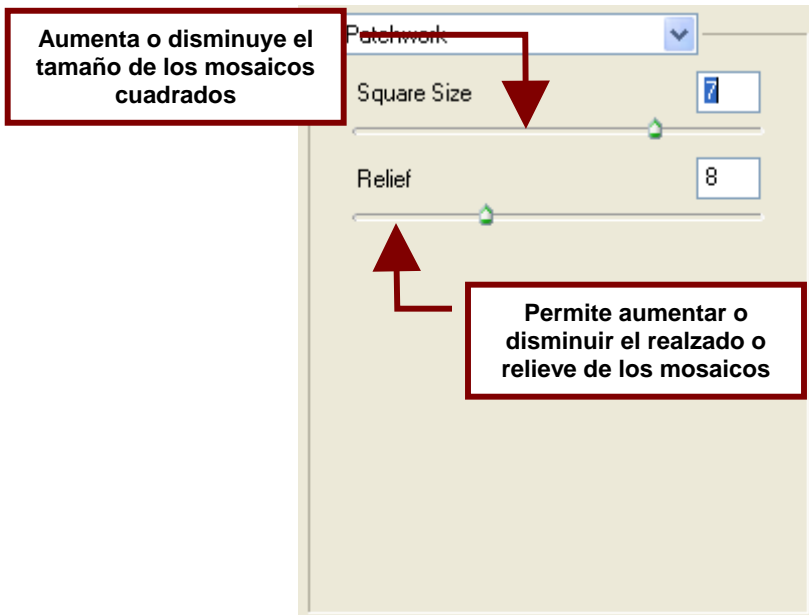 Aumenta o disminuye el
tamaño de los mosaicos
cuadrados
Patchwork
Square Size
7
Relief
8
Permite aumentar o
disminuir el realzado o
relieve de los mosaicos